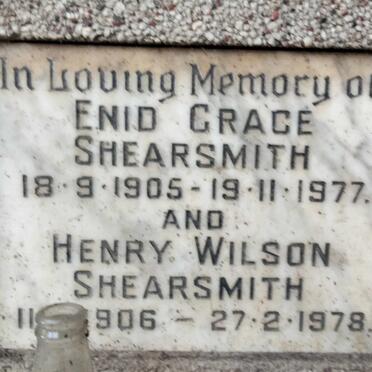 In Loving Memory of
ENID GRACE
SHEARSMITH
18·9·1905-19·11·1977.
AND
HENRY WILSON
SHEARSMITH
906 - 27·2·1978.